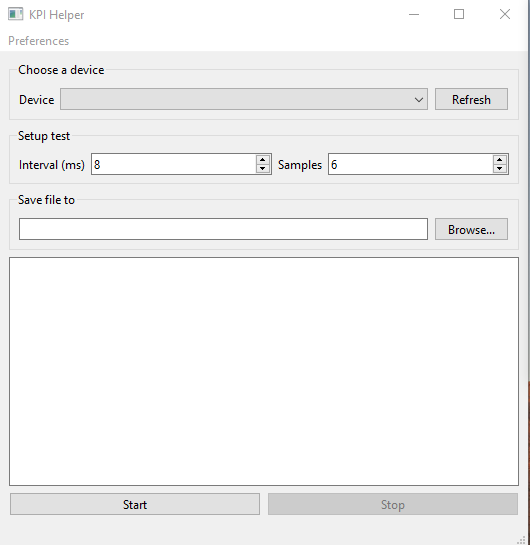 KPI Helper
Preferences
Choose a device
Device Refresh
Setup test
Interval (ms) 8 Samples 6
Save file to
Browse...
Start Stop